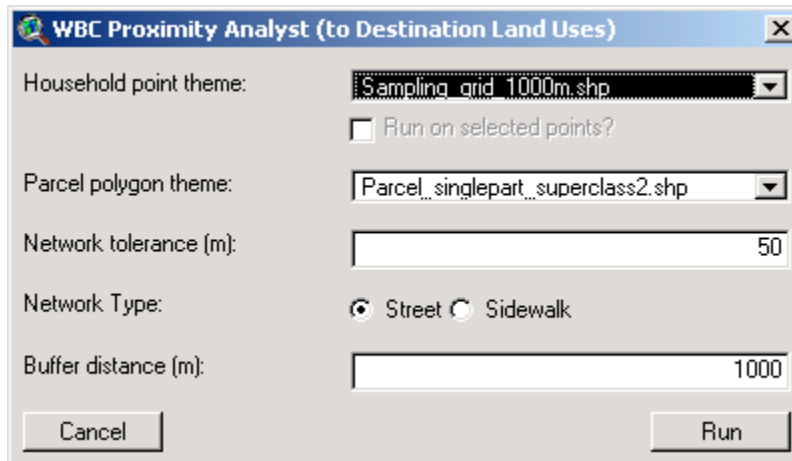 WBC Proximity Analyst (to Destination Land Uses)
Household point theme: Sampling_grid_1000m.shp
Run on selected points?
Parcel polygon theme: Parcel_singlepart_superclass2.shp
Network tolerance (m): 50
Network Type: Street Sidewalk
Buffer distance (m): 1000
Cancel Run